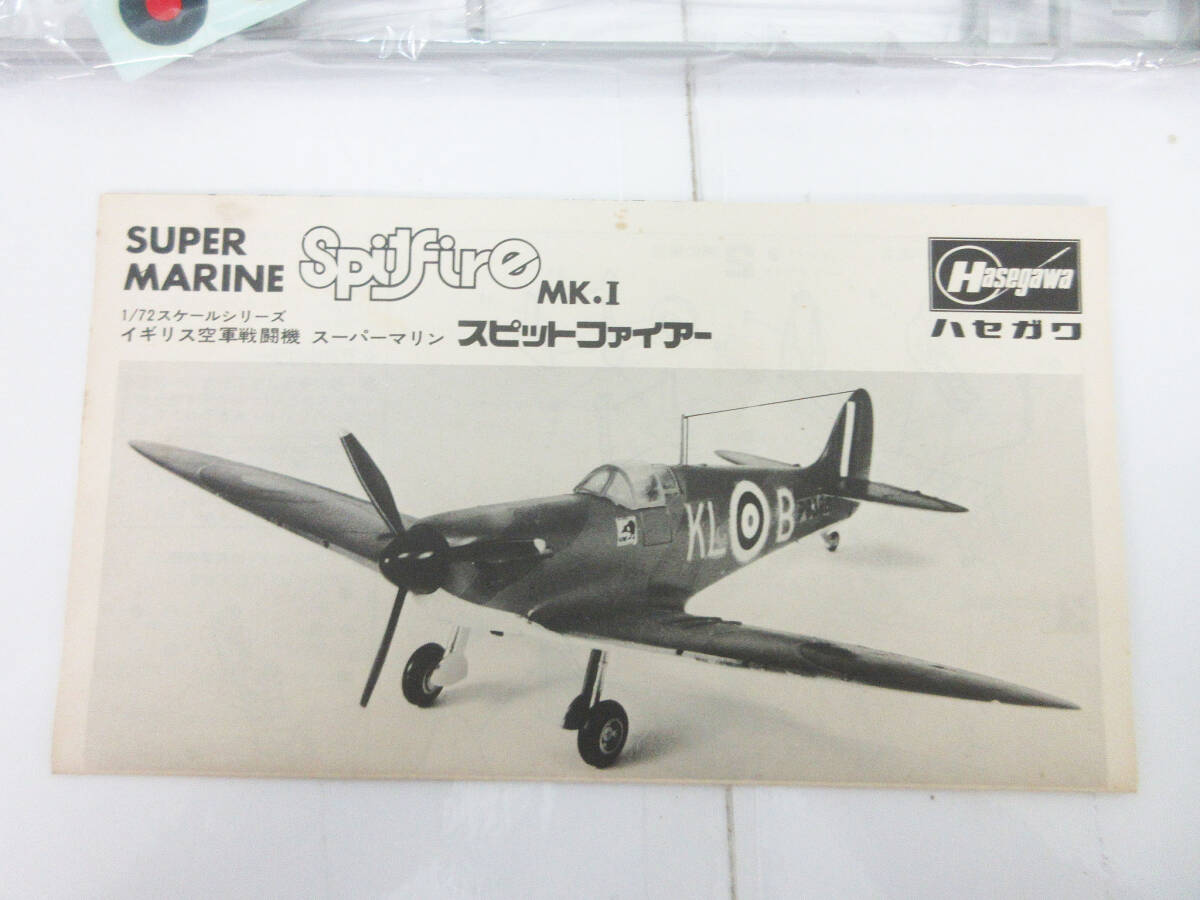 SUPER
MARINE Spitfire MK.I
1/72スケールシリーズ
イギリス空軍戦闘機 スーパーマリン スピットファイアー
Hasegawa
ハセガワ
KL B